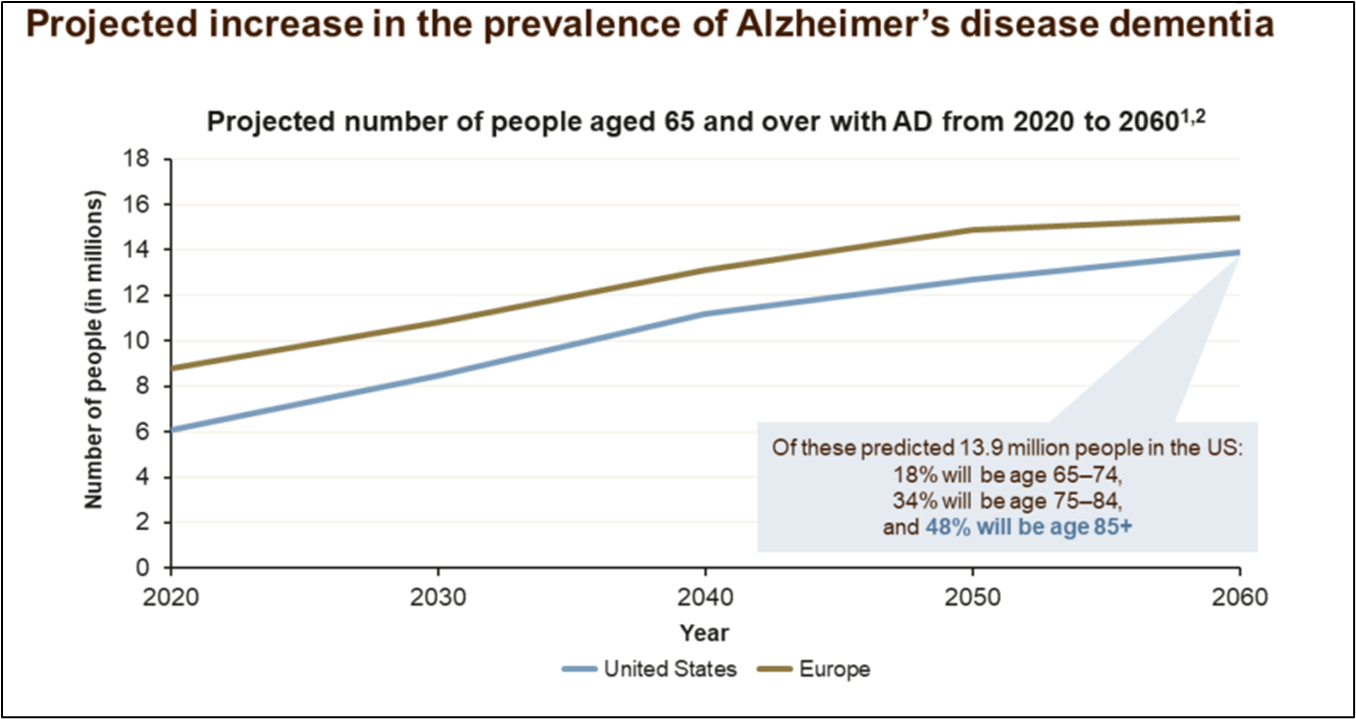 Projected increase in the prevalence of Alzheimer’s disease dementia
Projected number of people aged 65 and over with AD from 2020 to 2060¹,²
Number of people (in millions)
18
16
14
12
10
8
6
4
2
0
Of these predicted 13.9 million people in the US:
18% will be age 65–74,
34% will be age 75–84,
and 48% will be age 85+
2020 2030 2040 2050 2060
Year
United States Europe